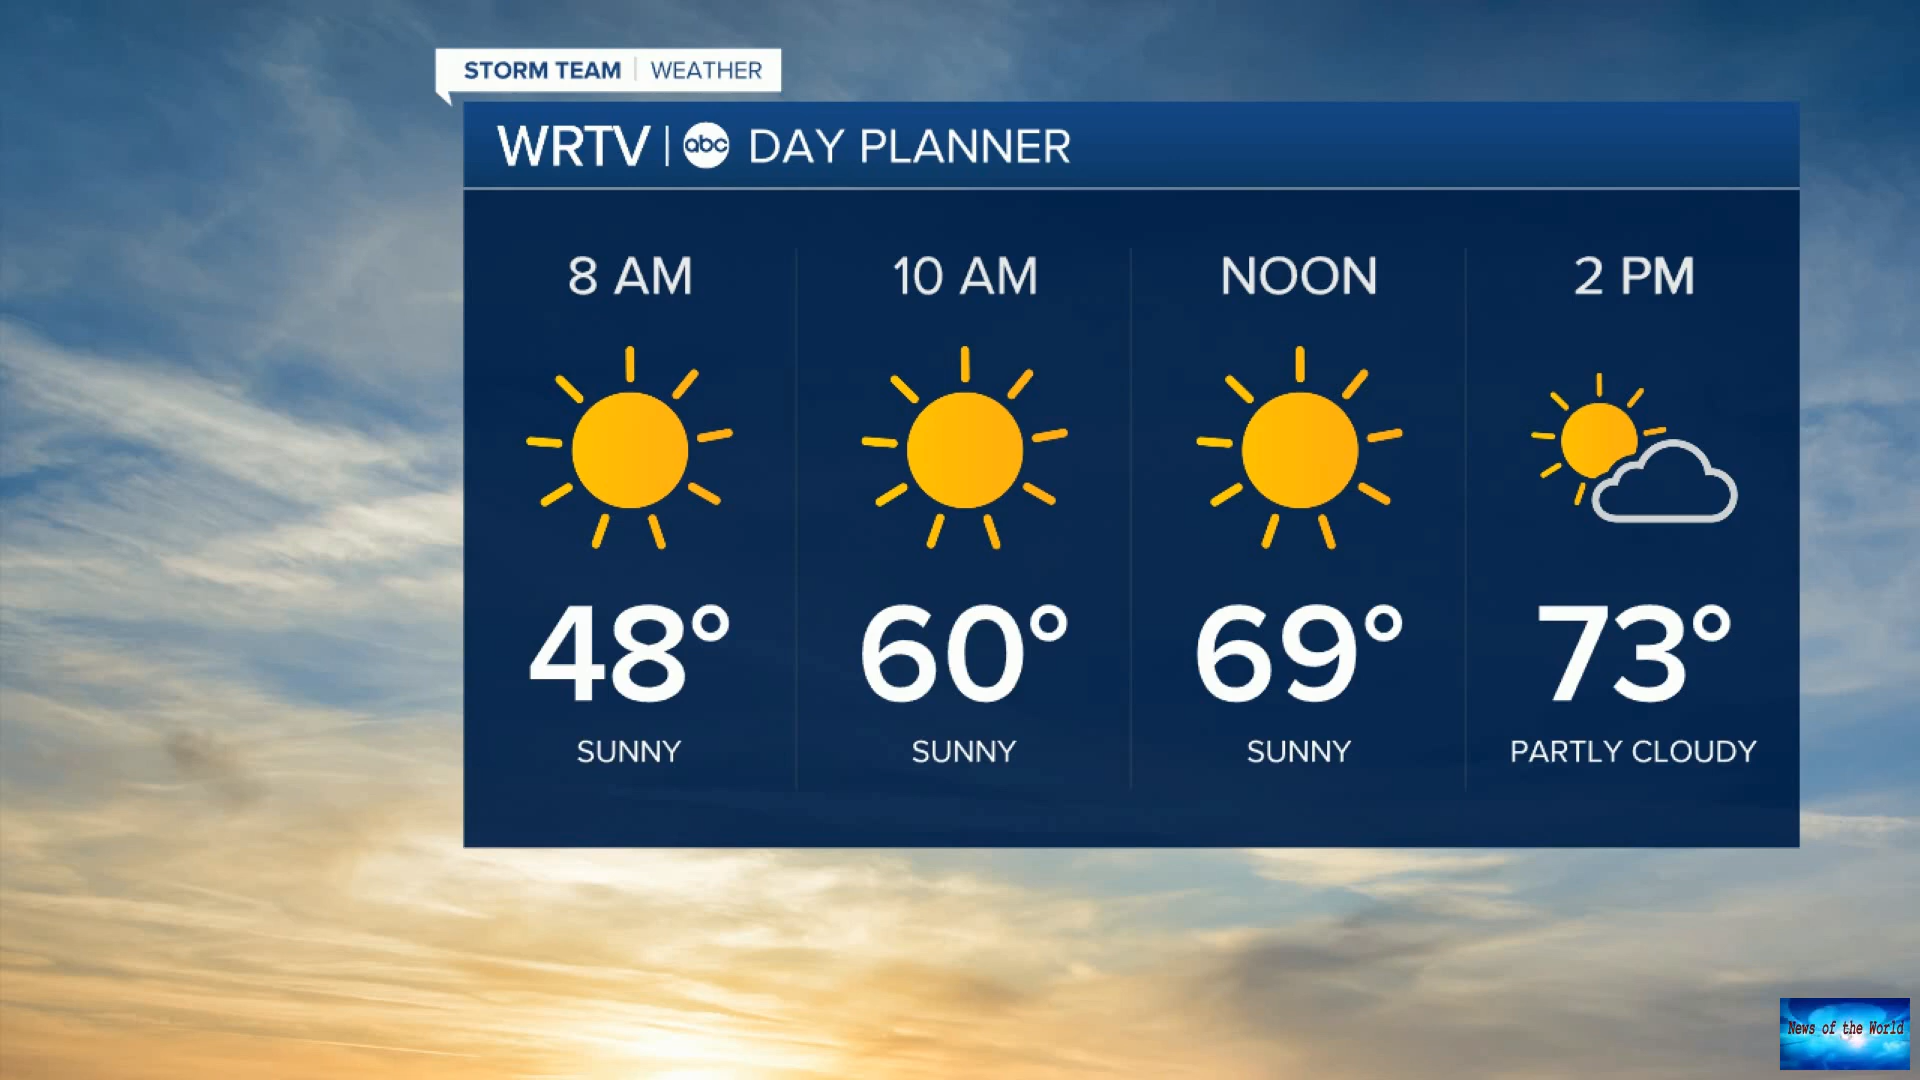 STORM TEAM | WEATHER
WRTV | abc DAY PLANNER
8 AM 10 AM NOON 2 PM
48° 60° 69° 73°
SUNNY SUNNY SUNNY PARTLY CLOUDY
News of the World